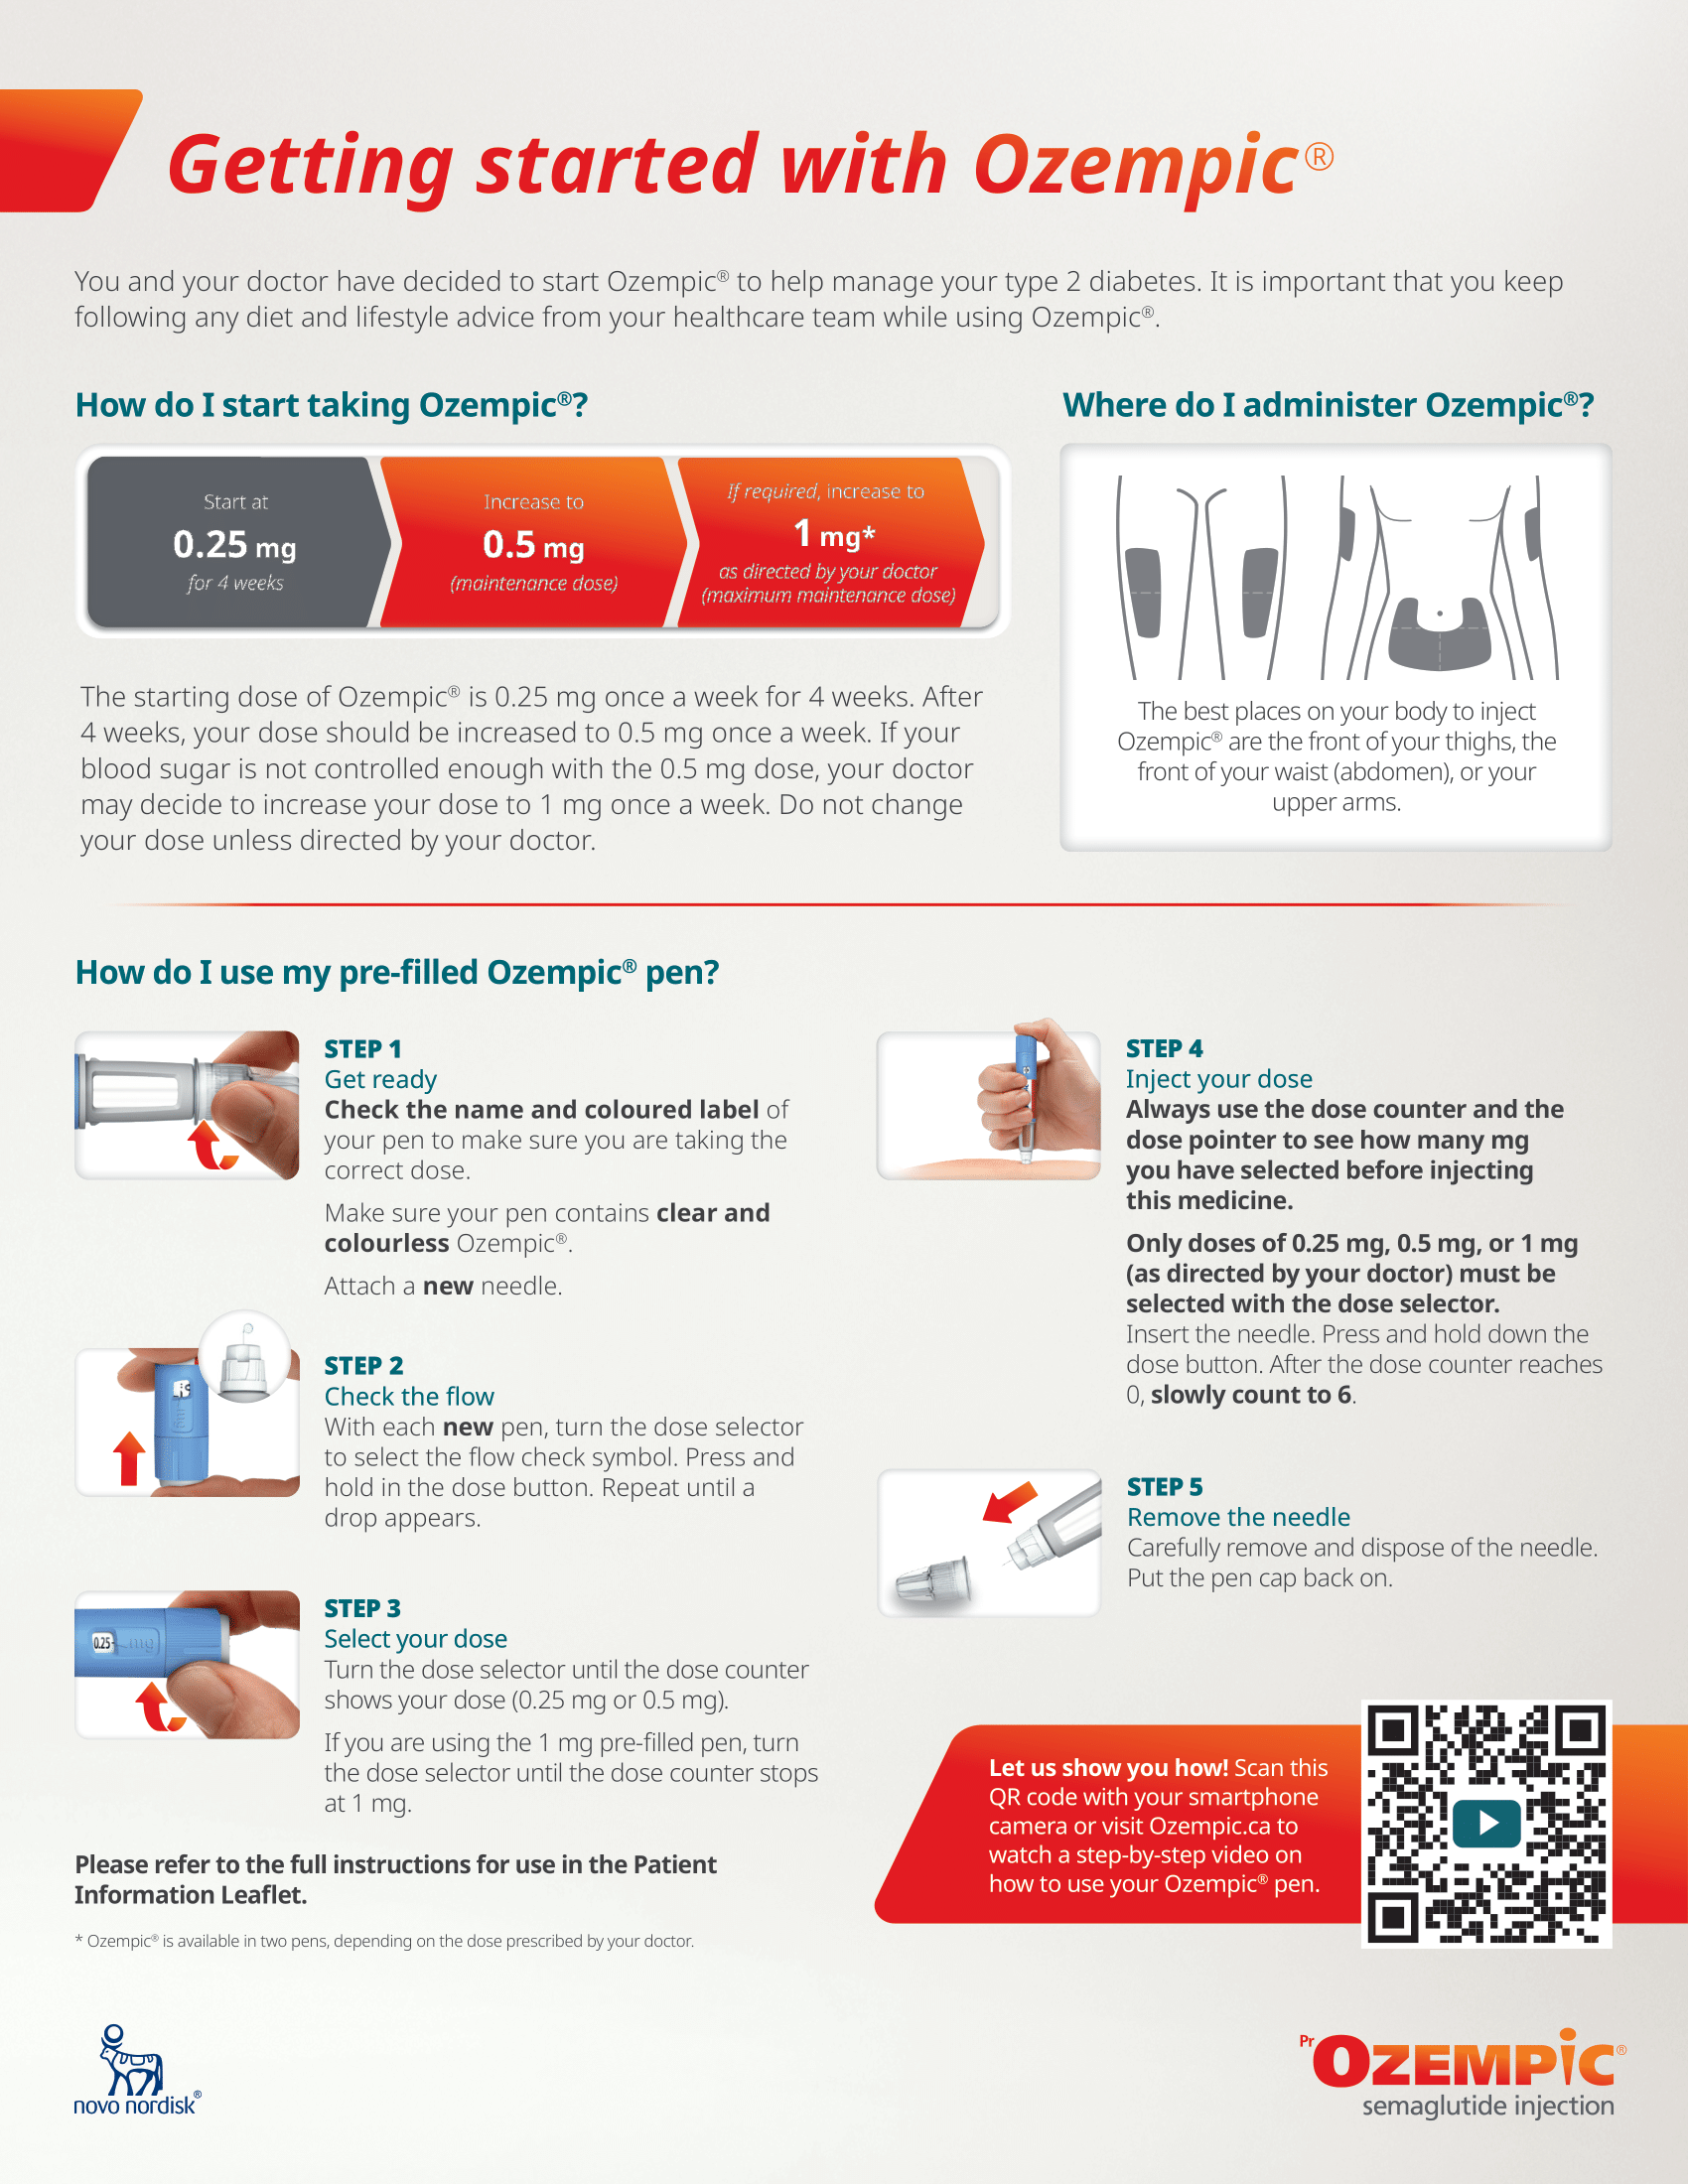 Getting started with Ozempic®
You and your doctor have decided to start Ozempic® to help manage your type 2 diabetes. It is important that you keep
following any diet and lifestyle advice from your healthcare team while using Ozempic®.
How do I start taking Ozempic®?
Start at
0.25 mg
for 4 weeks
Increase to
0.5 mg
(maintenance dose)
If required, increase to
1 mg*
as directed by your doctor
(maximum maintenance dose)
The starting dose of Ozempic® is 0.25 mg once a week for 4 weeks. After
4 weeks, your dose should be increased to 0.5 mg once a week. If your
blood sugar is not controlled enough with the 0.5 mg dose, your doctor
may decide to increase your dose to 1 mg once a week. Do not change
your dose unless directed by your doctor.
Where do I administer Ozempic®?
The best places on your body to inject
Ozempic® are the front of your thighs, the
front of your waist (abdomen), or your
upper arms.
How do I use my pre-filled Ozempic® pen?
STEP 1
Get ready
Check the name and coloured label of
your pen to make sure you are taking the
correct dose.
Make sure your pen contains clear and
colourless Ozempic®.
Attach a new needle.
STEP 2
Check the flow
With each new pen, turn the dose selector
to select the flow check symbol. Press and
hold in the dose button. Repeat until a
drop appears.
0.25 mg
STEP 3
Select your dose
Turn the dose selector until the dose counter
shows your dose (0.25 mg or 0.5 mg).
If you are using the 1 mg pre-filled pen, turn
the dose selector until the dose counter stops
at 1 mg.
Please refer to the full instructions for use in the Patient
Information Leaflet.
* Ozempic® is available in two pens, depending on the dose prescribed by your doctor.
STEP 4
Inject your dose
Always use the dose counter and the
dose pointer to see how many mg
you have selected before injecting
this medicine.
Only doses of 0.25 mg, 0.5 mg, or 1 mg
(as directed by your doctor) must be
selected with the dose selector.
Insert the needle. Press and hold down the
dose button. After the dose counter reaches
0, slowly count to 6.
STEP 5
Remove the needle
Carefully remove and dispose of the needle.
Put the pen cap back on.
Let us show you how! Scan this
QR code with your smartphone
camera or visit Ozempic.ca to
watch a step-by-step video on
how to use your Ozempic® pen.
novo nordisk®
Pr OZEMPIC®
semaglutide injection